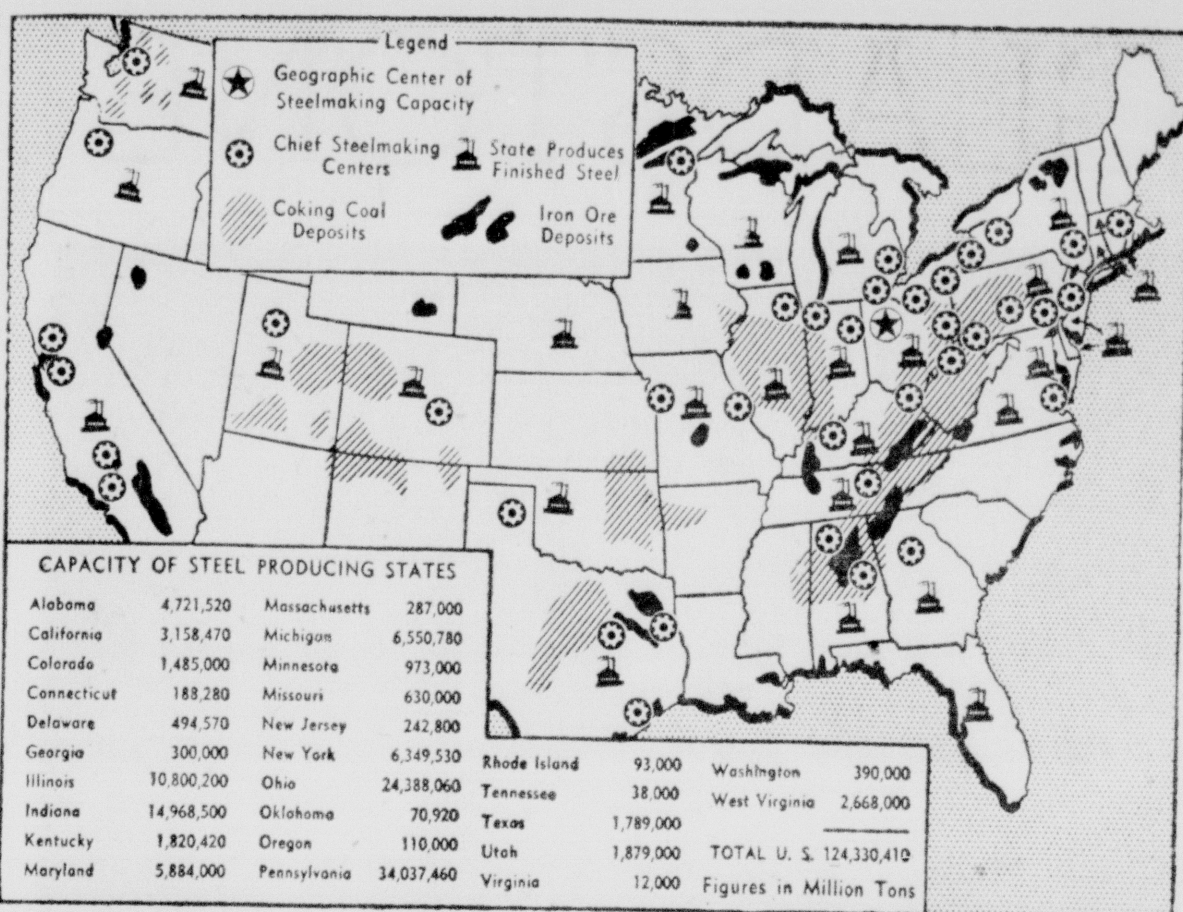 Legend
Geographic Center of
Steelmaking Capacity
Chief Steelmaking
Centers
State Produces
Finished Steel
Coking Coal
Deposits
Iron Ore
Deposits
CAPACITY OF STEEL PRODUCING STATES
Alabama 4,721,520
California 3,158,470
Colorado 1,485,000
Connecticut 188,280
Delaware 494,570
Georgia 300,000
Illinois 10,800,200
Indiana 14,968,500
Kentucky 1,820,420
Maryland 5,884,000
Massachusetts 287,000
Michigan 6,550,780
Minnesota 973,000
Missouri 630,000
New Jersey 242,800
New York 6,349,530
Ohio 24,388,060
Oklahoma 70,920
Oregon 110,000
Pennsylvania 34,037,460
Rhode Island 93,000
Tennessee 38,000
Texas 1,789,000
Utah 1,879,000
Virginia 12,000
Washington 390,000
West Virginia 2,668,000
TOTAL U. S. 124,330,410
Figures in Million Tons